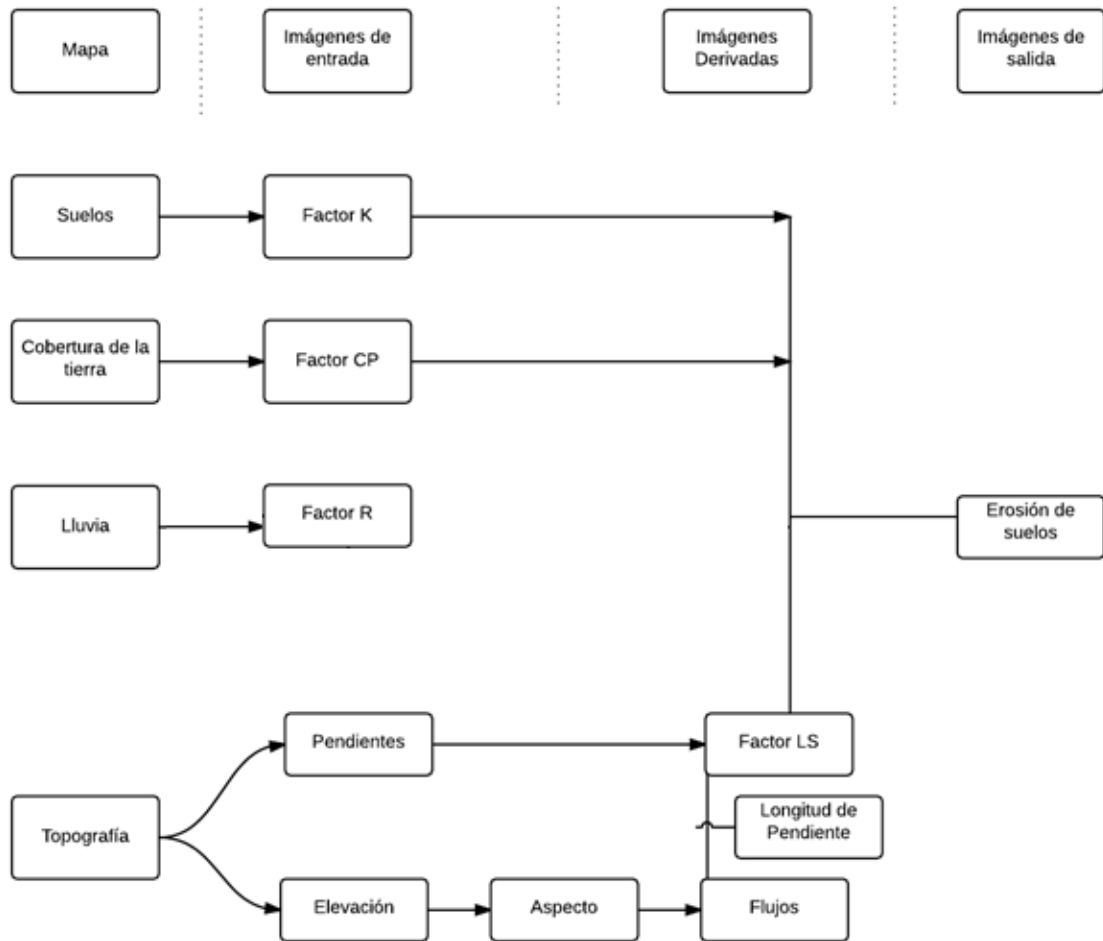 Mapa
Imágenes de
entrada
Imágenes
Derivadas
Imágenes de
salida
Suelos
Factor K
Cobertura de la
tierra
Factor CP
Lluvia
Factor R
Erosión de
suelos
Pendientes
Factor LS
Topografía
Longitud de
Pendiente
Elevación
Aspecto
Flujos